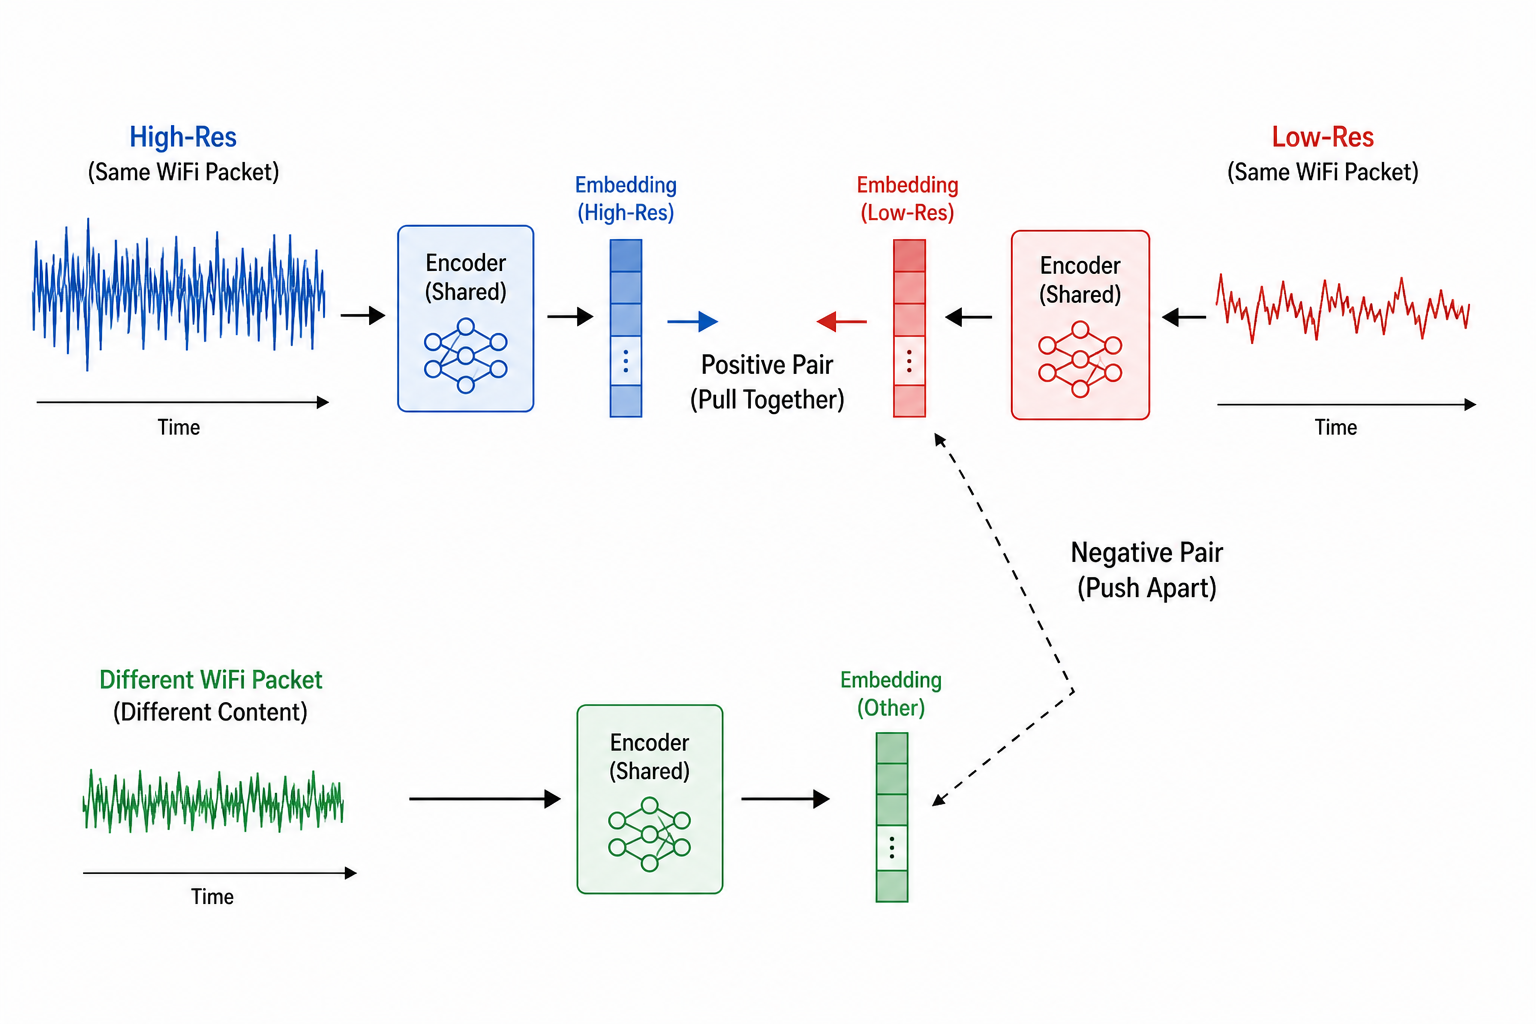 High-Res
(Same WiFi Packet)
Time
Encoder
(Shared)
Embedding
(High-Res)
Positive Pair
(Pull Together)
Embedding
(Low-Res)
Encoder
(Shared)
Low-Res
(Same WiFi Packet)
Time
Negative Pair
(Push Apart)
Different WiFi Packet
(Different Content)
Time
Encoder
(Shared)
Embedding
(Other)